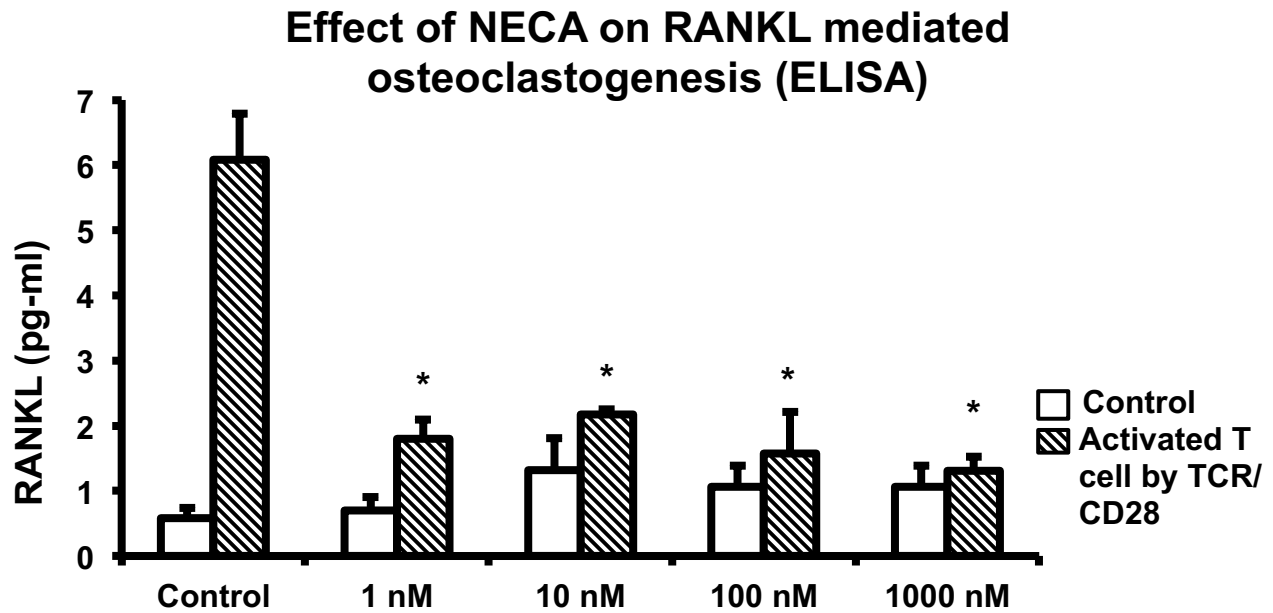 Effect of NECA on RANKL mediated
osteoclastogenesis (ELISA)
RANKL (pg-ml)
7
6
5
4
3
2
1
0
*
*
*
*
Control
1 nM
10 nM
100 nM
1000 nM
Control
Activated T
cell by TCR/
CD28